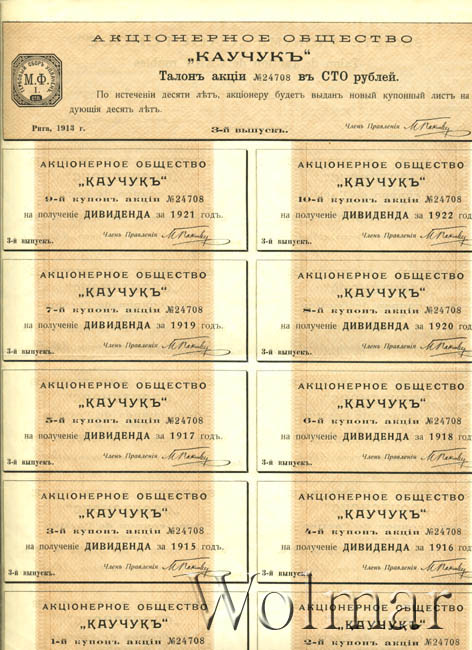 АКЦІОНЕРНОЕ ОБЩЕСТВО
„КАУЧУКЪ“
Талонъ акціи №24708 въ СТО рублей.
По истеченіи десяти лѣтъ, акціонеру будетъ выданъ новый купонный листъ на
дующія десять лѣтъ.
М.Ф.
1.
Рига, 1913 г.
3-й выпускъ.
Членъ Правленія
АКЦІОНЕРНОЕ ОБЩЕСТВО
„КАУЧУКЪ“
9-й купонъ акціи №24708
на полученіе ДИВИДЕНДА за 1921 годъ.
Членъ Правленія
3-й выпускъ.
АКЦІОНЕРНОЕ ОБЩЕСТВО
„КАУЧУКЪ“
10-й купонъ акціи №24708
на полученіе ДИВИДЕНДА за 1922 годъ.
Членъ Правленія
3-й выпускъ.
АКЦІОНЕРНОЕ ОБЩЕСТВО
„КАУЧУКЪ“
7-й купонъ акціи №24708
на полученіе ДИВИДЕНДА за 1919 годъ.
Членъ Правленія
3-й выпускъ.
АКЦІОНЕРНОЕ ОБЩЕСТВО
„КАУЧУКЪ“
8-й купонъ акціи №24708
на полученіе ДИВИДЕНДА за 1920 годъ.
Членъ Правленія
3-й выпускъ.
АКЦІОНЕРНОЕ ОБЩЕСТВО
„КАУЧУКЪ“
5-й купонъ акціи №24708
на полученіе ДИВИДЕНДА за 1917 годъ.
Членъ Правленія
3-й выпускъ.
АКЦІОНЕРНОЕ ОБЩЕСТВО
„КАУЧУКЪ“
6-й купонъ акціи №24708
на полученіе ДИВИДЕНДА за 1918 годъ.
Членъ Правленія
3-й выпускъ.
АКЦІОНЕРНОЕ ОБЩЕСТВО
„КАУЧУКЪ“
3-й купонъ акціи №24708
на полученіе ДИВИДЕНДА за 1915 годъ.
Членъ Правленія
3-й выпускъ.
АКЦІОНЕРНОЕ ОБЩЕСТВО
„КАУЧУКЪ“
4-й купонъ акціи №24708
на полученіе ДИВИДЕНДА за 1916 годъ.
Членъ Правленія
3-й выпускъ.
Wolmar
АКЦІОНЕРНОЕ ОБЩЕСТВО
„КАУЧУКЪ“
1-й купонъ акціи №24708
АКЦІОНЕРНОЕ ОБЩЕСТВО
„КАУЧУКЪ“
2-й купонъ акціи №24708